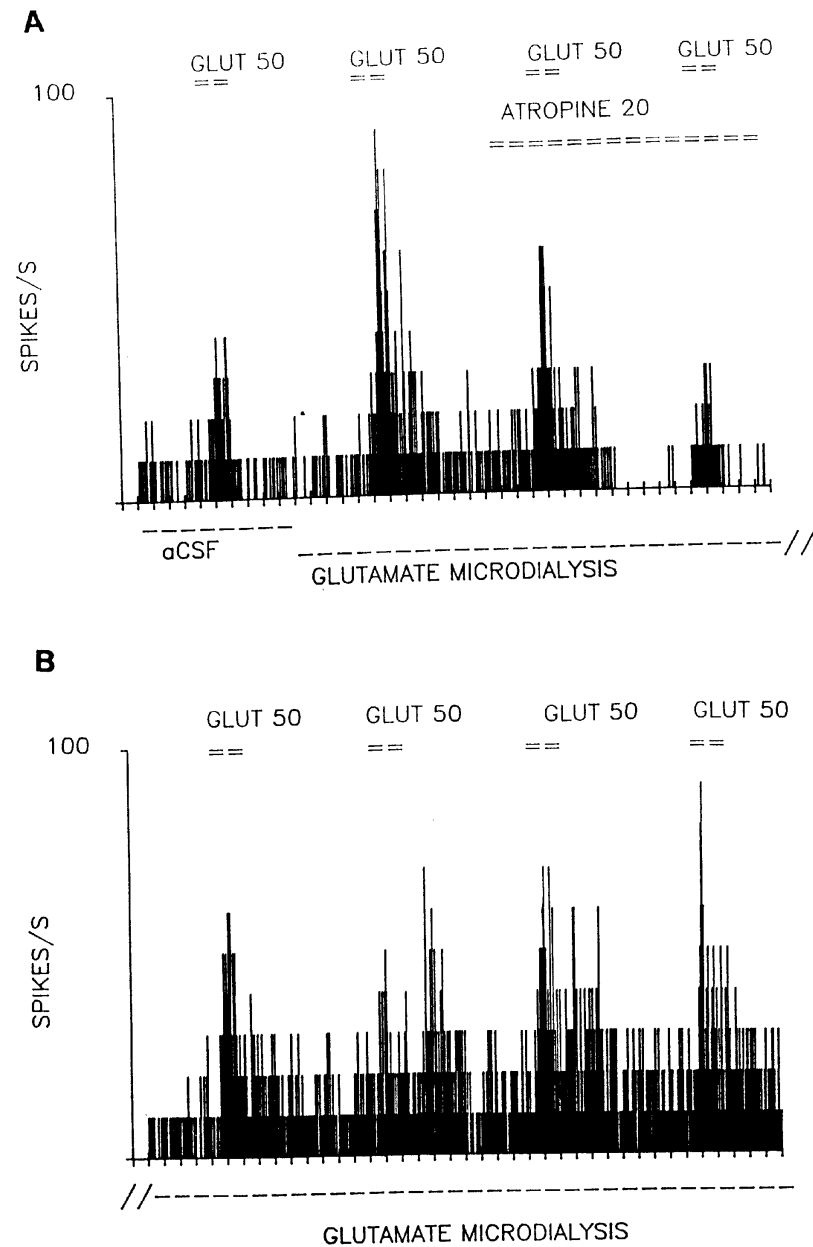 A
GLUT 50 GLUT 50 GLUT 50 GLUT 50
100
ATROPINE 20
SPIKES/S
aCSF
GLUTAMATE MICRODIALYSIS
B
GLUT 50 GLUT 50 GLUT 50 GLUT 50
100
SPIKES/S
GLUTAMATE MICRODIALYSIS